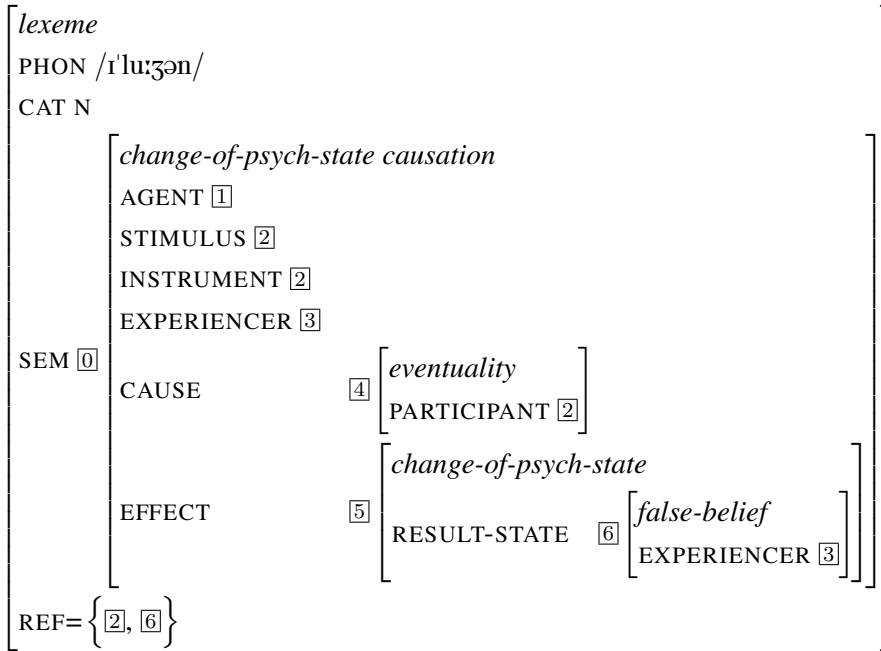 lexeme
PHON /ɪˈluːʒən/
CAT N
change-of-psych-state causation
AGENT 1
STIMULUS 2
INSTRUMENT 2
EXPERIENCER 3
SEM 0
CAUSE 4
eventuality
PARTICIPANT 2
EFFECT 5
change-of-psych-state
RESULT-STATE 6
false-belief
EXPERIENCER 3
REF={2, 6}